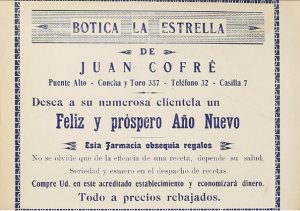 BOTICA LA ESTRELLA
DE
JUAN COFRÉ
Puente Alto - Concha y Toro 337 - Teléfono 32 - Casilla 7
Desea a su numerosa clientela un
Feliz y próspero Año Nuevo
Esta Farmacia obsequia regalos
No se olvide que de la eficacia de una receta, depende su salud.
Seriedad y esmero en el despacho de recetas.
Compre Ud. en este acreditado establecimiento y economizará dinero.
Todo a precios rebajados.